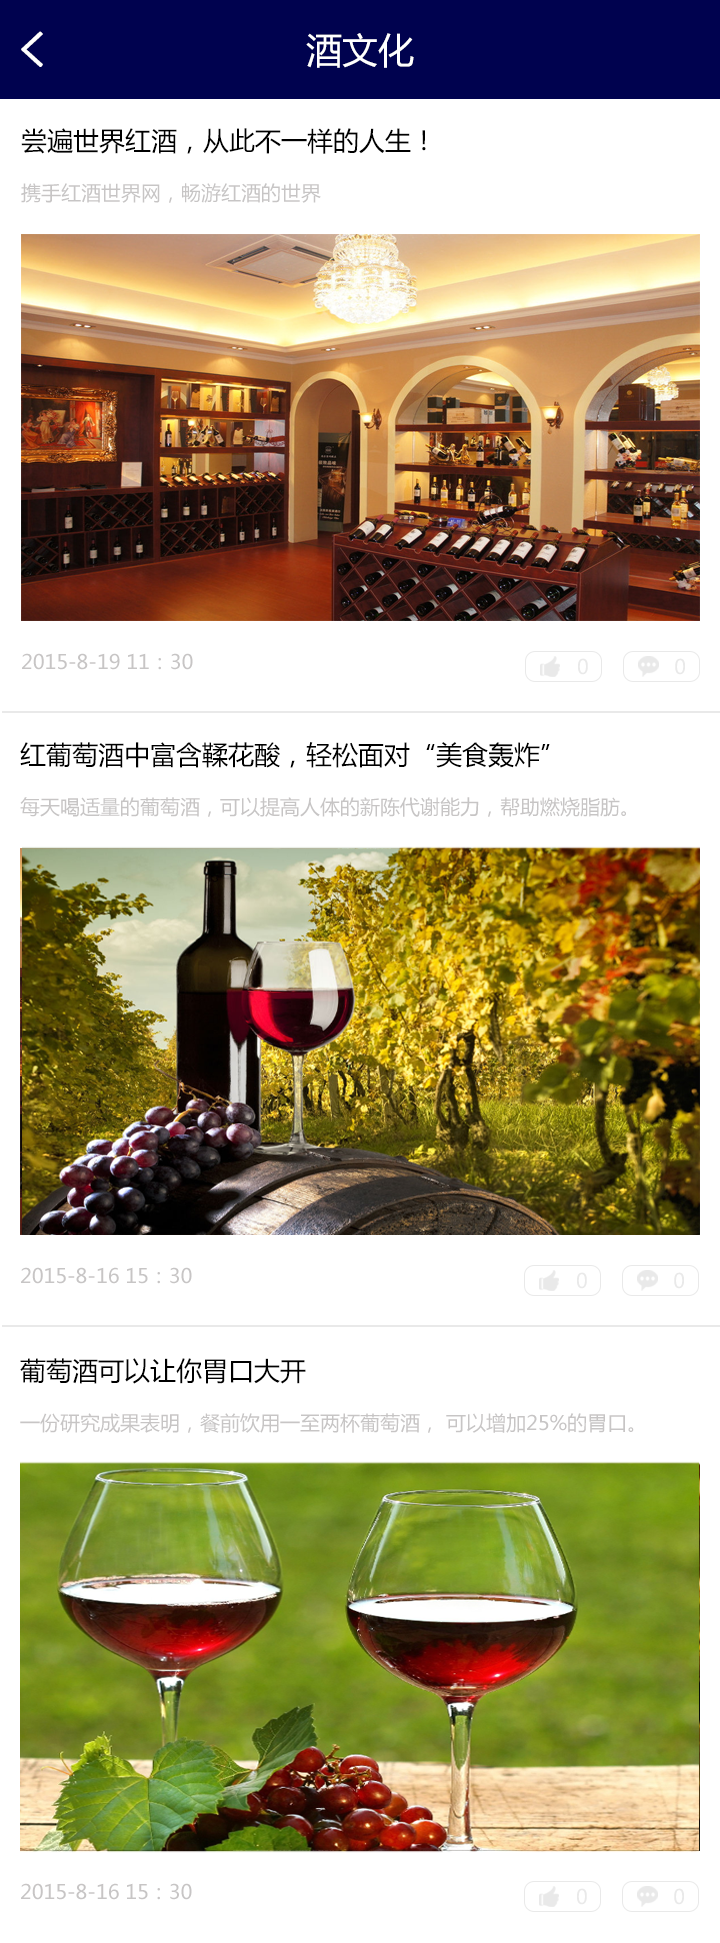 酒文化
尝遍世界红酒，从此不一样的人生！
携手红酒世界网，畅游红酒的世界
2015-8-19 11：30
0
0
红葡萄酒中富含鞣花酸，轻松面对“美食轰炸”
每天喝适量的葡萄酒，可以提高人体的新陈代谢能力，帮助燃烧脂肪。
2015-8-16 15：30
0
0
葡萄酒可以让你胃口大开
一份研究成果表明，餐前饮用一至两杯葡萄酒， 可以增加25%的胃口。
2015-8-16 15：30
0
0